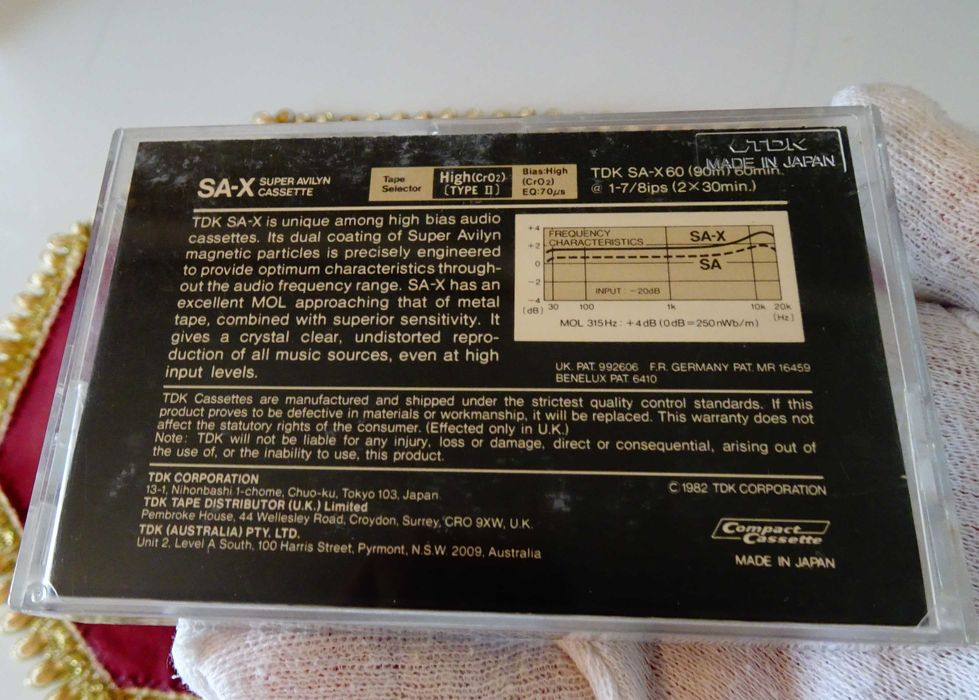 TDK
MADE IN JAPAN
SA-X SUPER AVILYN CASSETTE
Tape Selector
High(CrO2) (TYPE II)
Bias:High (CrO2) EQ:70μs
TDK SA-X60 (90m) 60min.
@ 1-7/8ips (2×30min.)
TDK SA-X is unique among high bias audio
cassettes. Its dual coating of Super Avilyn
magnetic particles is precisely engineered
to provide optimum characteristics through-
out the audio frequency range. SA-X has an
excellent MOL approaching that of metal
tape, combined with superior sensitivity. It
gives a crystal clear, undistorted repro-
duction of all music sources, even at high
input levels.
FREQUENCY
CHARACTERISTICS
SA-X
SA
INPUT : −20dB
+4
+2
0
−2
−4
[dB] 30 100 1k 10k 20k
[Hz]
MOL 315Hz : +4dB (0dB=250nWb/m)
UK. PAT. 992606 F.R. GERMANY PAT. MR 16459
BENELUX PAT. 6410
TDK Cassettes are manufactured and shipped under the strictest quality control standards. If this
product proves to be defective in materials or workmanship, it will be replaced. This warranty does not
affect the statutory rights of the consumer. (Effected only in U.K.)
Note: TDK will not be liable for any injury, loss or damage, direct or consequential, arising out of
the use of, or the inability to use, this product.
TDK CORPORATION
13-1, Nihonbashi 1-chome, Chuo-ku, Tokyo 103, Japan
TDK TAPE DISTRIBUTOR (U.K.) Limited
Pembroke House, 44 Wellesley Road, Croydon, Surrey, CRO 9XW, U.K.
TDK (AUSTRALIA) PTY. LTD.
Unit 2, Level A South, 100 Harris Street, Pyrmont, N.S.W. 2009, Australia
© 1982 TDK CORPORATION
Compact
Cassette
MADE IN JAPAN